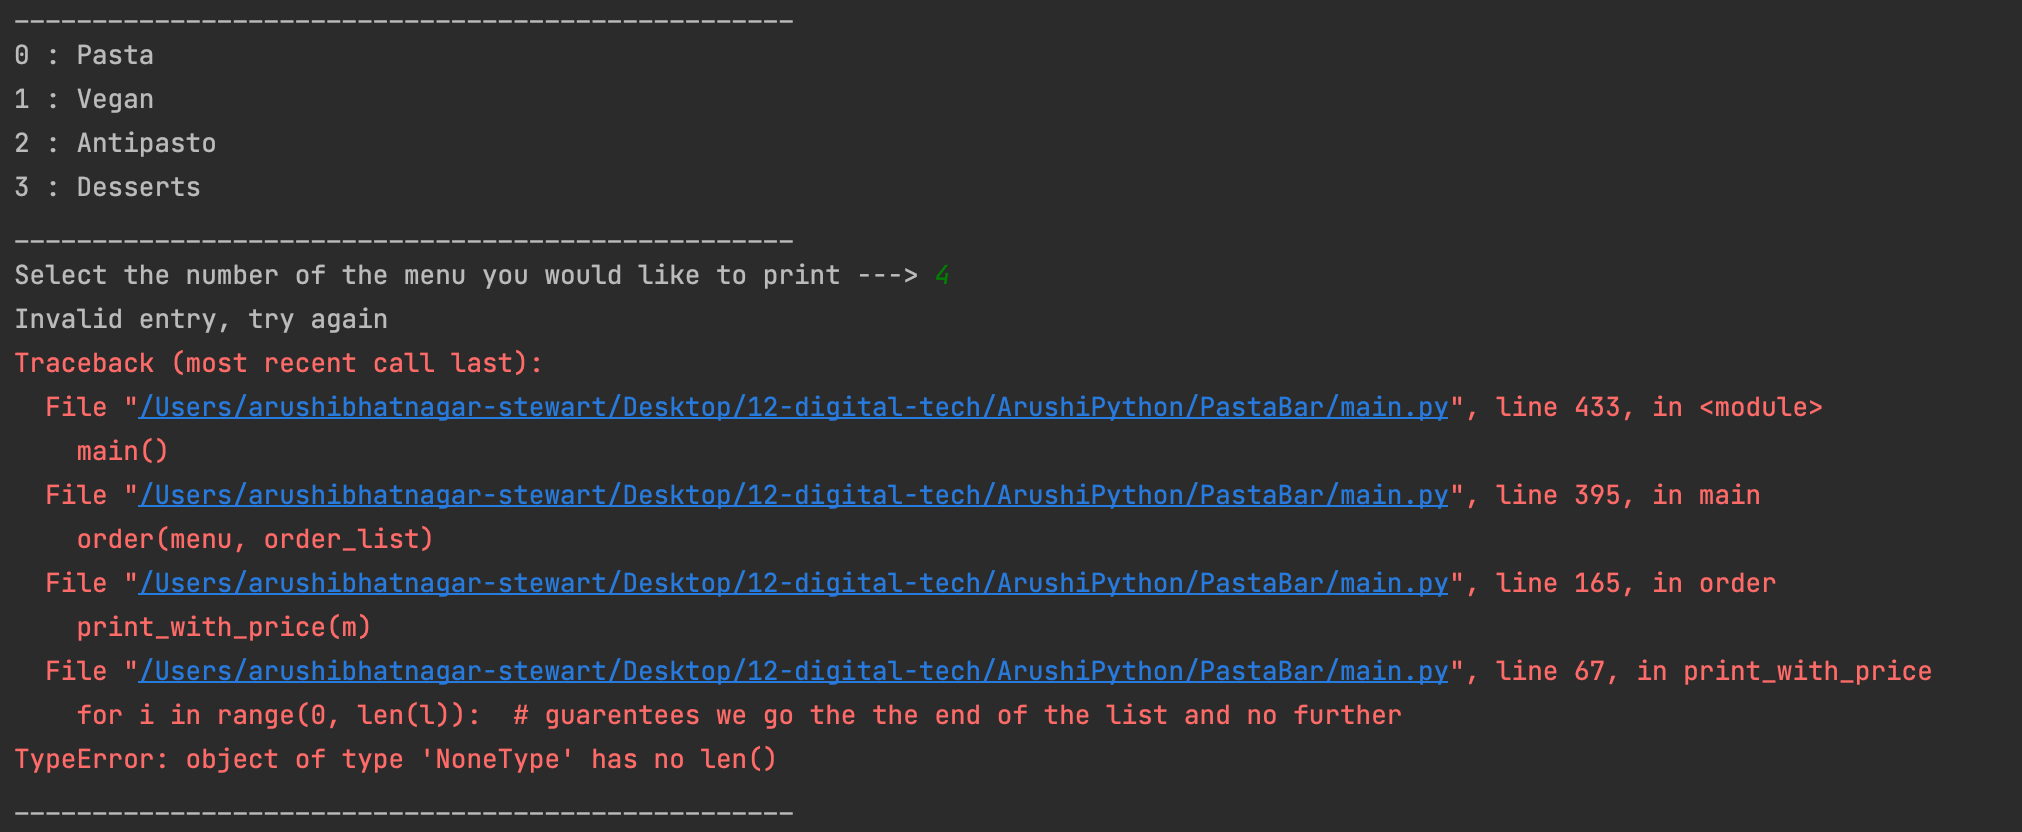 --------------------------------------------------
0 : Pasta
1 : Vegan
2 : Antipasto
3 : Desserts
--------------------------------------------------
Select the number of the menu you would like to print ---> 4
Invalid entry, try again
Traceback (most recent call last):
  File "/Users/arushibhatnagar-stewart/Desktop/12-digital-tech/ArushiPython/PastaBar/main.py", line 433, in <module>
    main()
  File "/Users/arushibhatnagar-stewart/Desktop/12-digital-tech/ArushiPython/PastaBar/main.py", line 395, in main
    order(menu, order_list)
  File "/Users/arushibhatnagar-stewart/Desktop/12-digital-tech/ArushiPython/PastaBar/main.py", line 165, in order
    print_with_price(m)
  File "/Users/arushibhatnagar-stewart/Desktop/12-digital-tech/ArushiPython/PastaBar/main.py", line 67, in print_with_price
    for i in range(0, len(l)):  # guarentees we go the the end of the list and no further
TypeError: object of type 'NoneType' has no len()
--------------------------------------------------